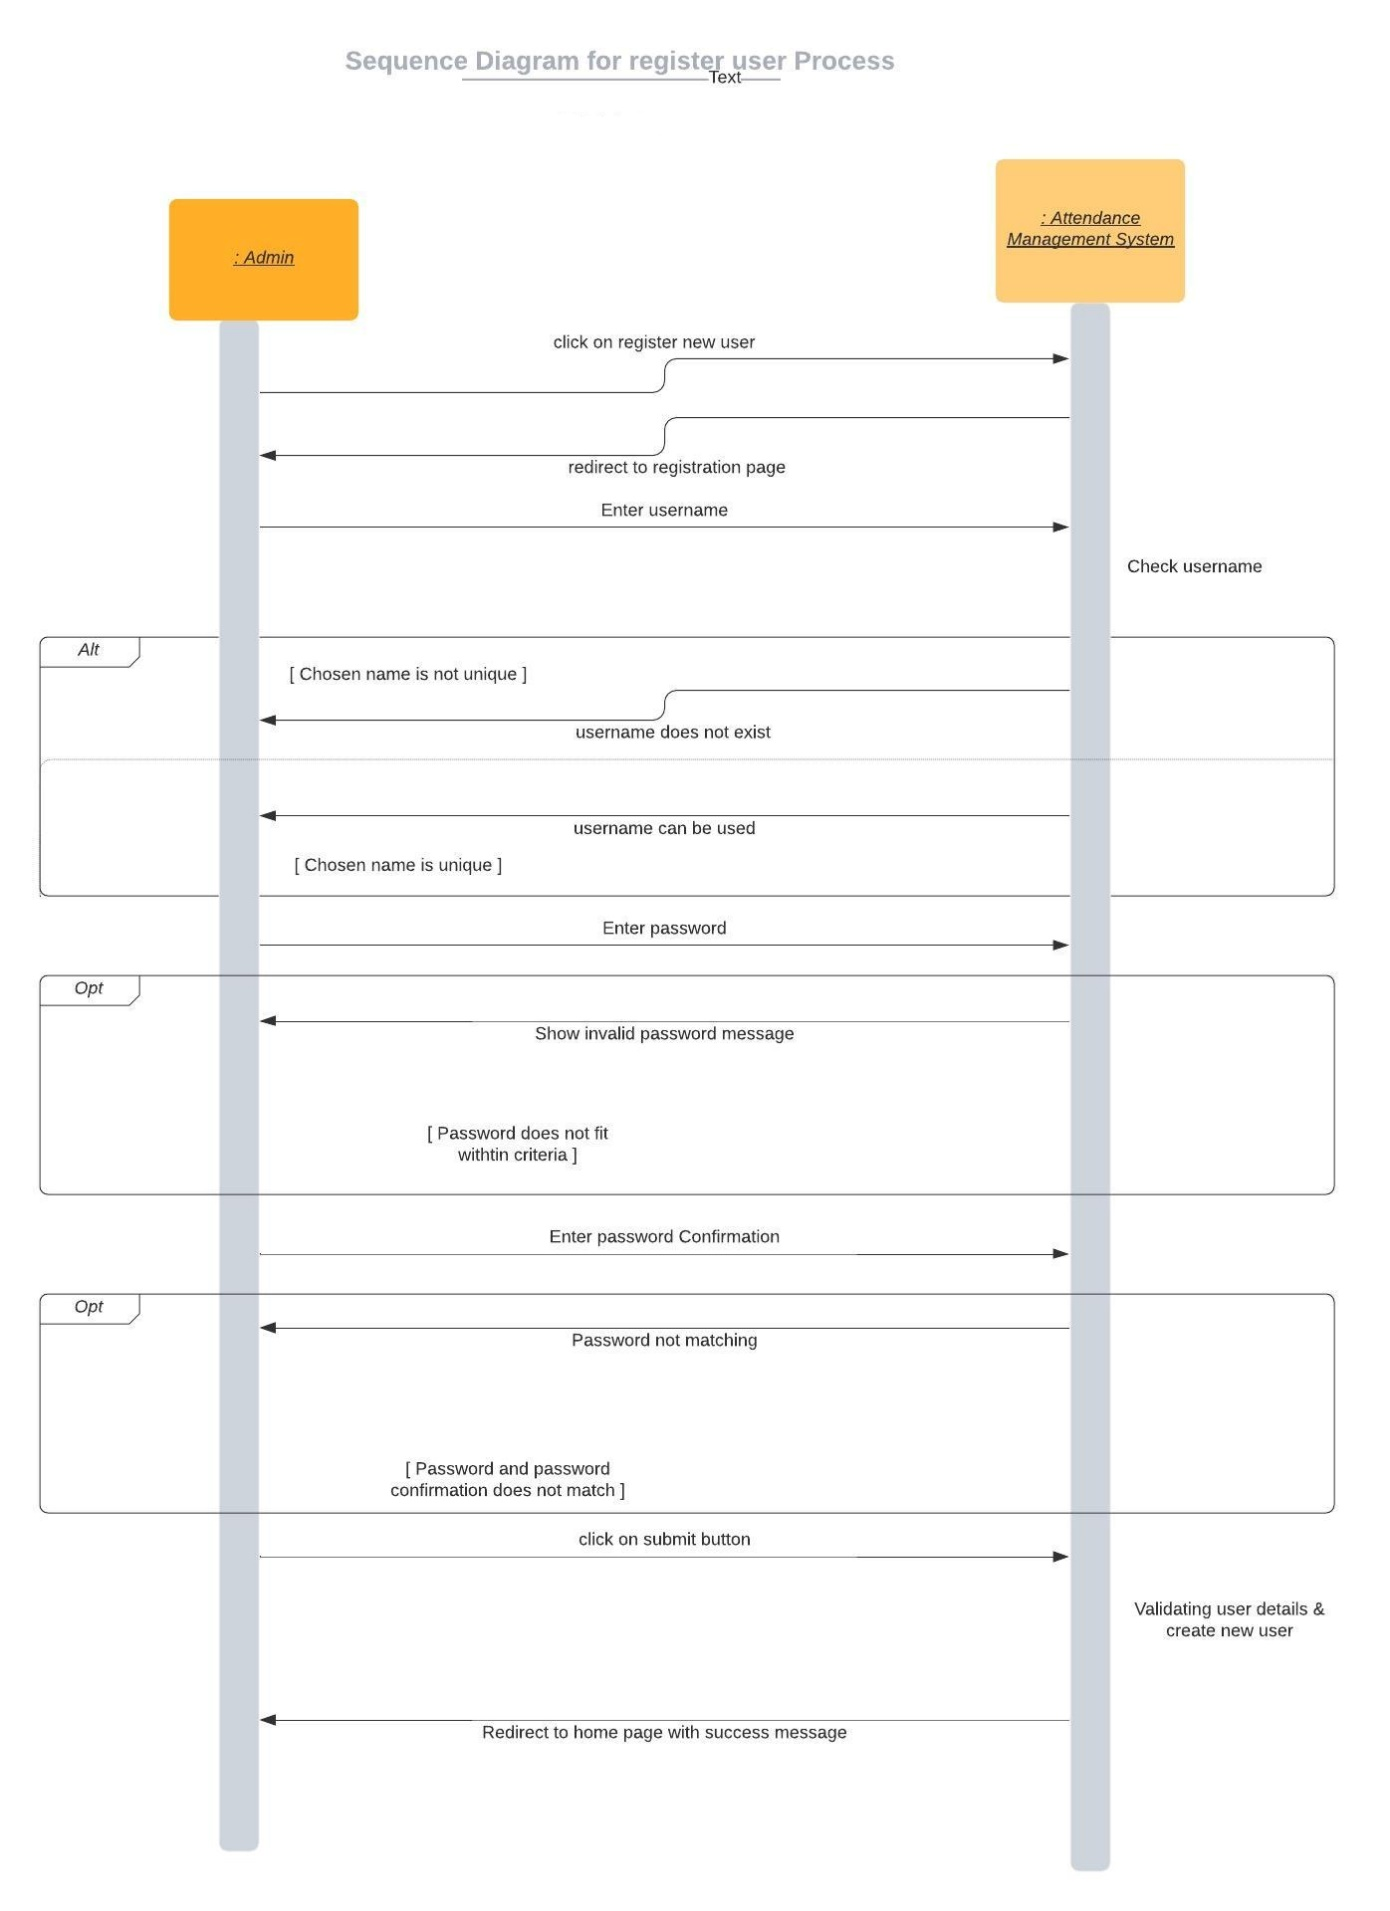 Sequence Diagram for register user Process
Text
: Attendance
Management System
: Admin
click on register new user
redirect to registration page
Enter username
Check username
Alt
[ Chosen name is not unique ]
username does not exist
username can be used
[ Chosen name is unique ]
Enter password
Opt
Show invalid password message
[ Password does not fit
withtin criteria ]
Enter password Confirmation
Opt
Password not matching
[ Password and password
confirmation does not match ]
click on submit button
Validating user details &
create new user
Redirect to home page with success message